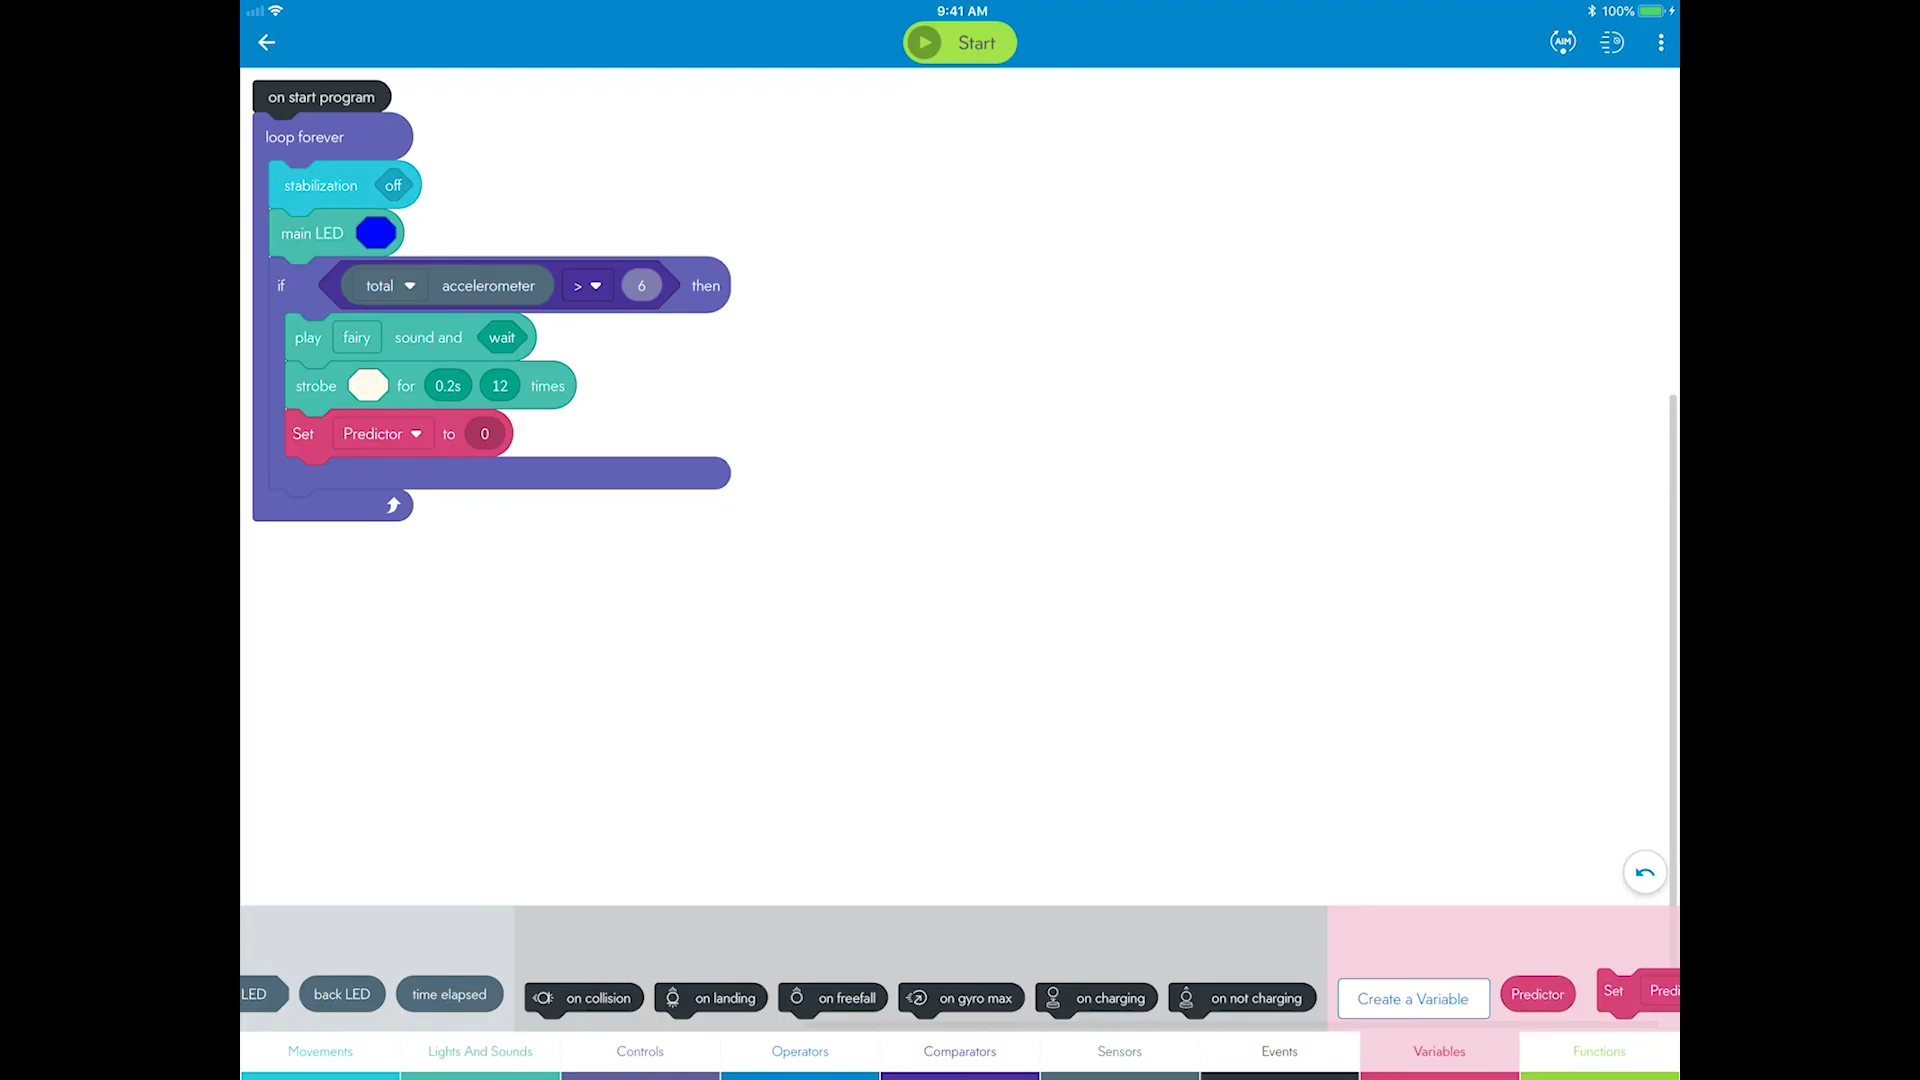 9:41 AM
100%
Start
AIM
on start program
loop forever
stabilization off
main LED
if total accelerometer > 6 then
play fairy sound and wait
strobe for 0.2s 12 times
Set Predictor to 0
LED back LED time elapsed on collision on landing on freefall on gyro max on charging on not charging Create a Variable Predictor Set Predi
Movements Lights And Sounds Controls Operators Comparators Sensors Events Variables Functions